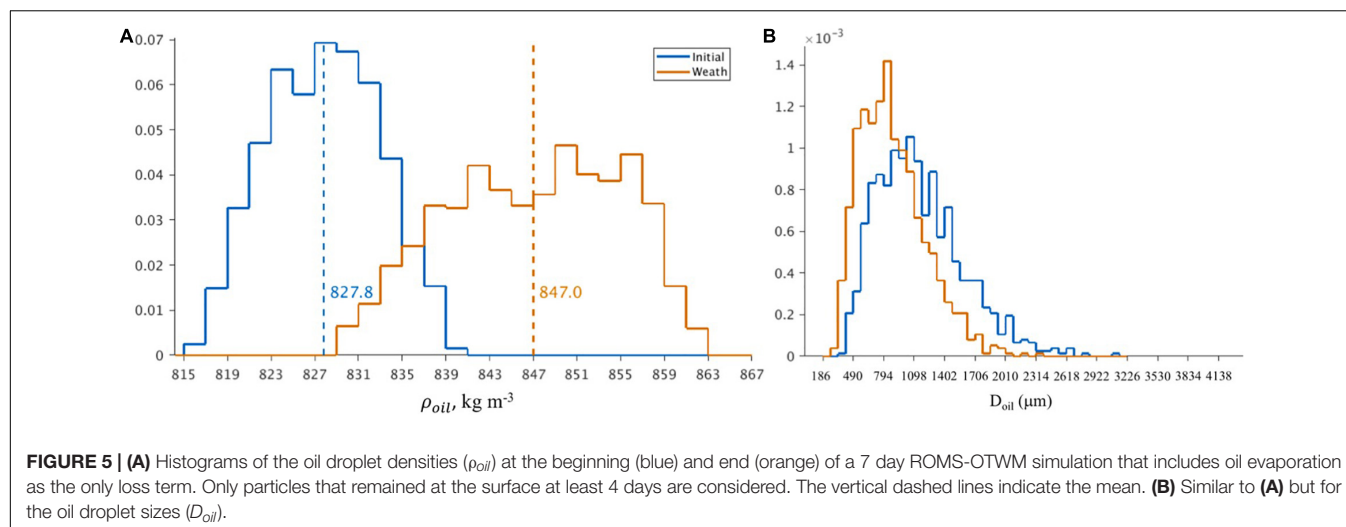 A
0.07
0.06
0.05
0.04
0.03
0.02
0.01
0
Initial
Weath
827.8
847.0
815 819 823 827 831 835 839 843 847 851 855 859 863 867
ρoil, kg m-3
B
×10−3
1.4
1.2
1
0.8
0.6
0.4
0.2
0
186 490 794 1098 1402 1706 2010 2314 2618 2922 3226 3530 3834 4138
Doil (μm)
FIGURE 5 | (A) Histograms of the oil droplet densities (ρoil) at the beginning (blue) and end (orange) of a 7 day ROMS-OTWM simulation that includes oil evaporation
as the only loss term. Only particles that remained at the surface at least 4 days are considered. The vertical dashed lines indicate the mean. (B) Similar to (A) but for
the oil droplet sizes (Doil).